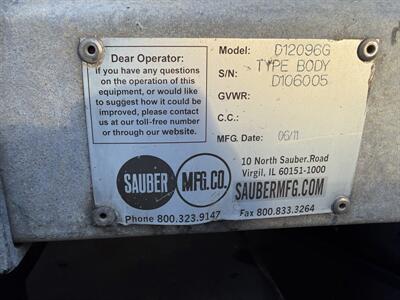 Dear Operator:
If you have any questions
on the operation of this
equipment, or would like
to suggest how it could be
improved, please contact
us at our toll-free number
or through our website.
Model: D12096G
TYPE BODY
S/N: D106005
GVWR:
C.C.:
MFG. Date: 06/11
SAUBER MFG.CO.
10 North Sauber Road
Virgil, IL 60151-1000
SAUBERMFG.COM
Phone 800.323.9147 Fax 800.833.3264